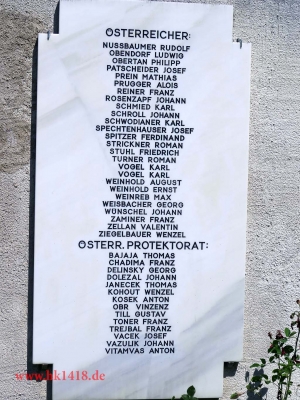 ÖSTERREICHER:
NUSSBAUMER RUDOLF
OBENDORF LUDWIG
OBERTAN PHILIPP
PATSCHEIDER JOSEF
PREIN MATHIAS
PRUGGER ALOIS
REINER FRANZ
ROSENZAPF JOHANN
SCHMIED KARL
SCHROLL JOHANN
SCHWODIANER KARL
SPECHTENHAUSER JOSEF
SPITZER FERDINAND
STRICKNER ROMAN
STUHL FRIEDRICH
TURNER ROMAN
VOGEL KARL
VOGEL KARL
WEINHOLD AUGUST
WEINHOLD ERNST
WEINREB MAX
WEISBACHER GEORG
WUNSCHEL JOHANN
ZAMINER FRANZ
ZELLAN VALENTIN
ZIEGELBAUER WENZEL
ÖSTERR. PROTEKTORAT:
BAJAJA THOMAS
CHADIMA FRANZ
DELINSKY GEORG
DOLEZAL JOHANN
JANECEK THOMAS
KOHOUT WENZEL
KOSEK ANTON
OBR VINZENZ
TILL GUSTAV
TONER FRANZ
TREJBAL FRANZ
VACEK JOSEF
VAZULIK JOHANN
VITAMVAS ANTON
www.bk1418.de